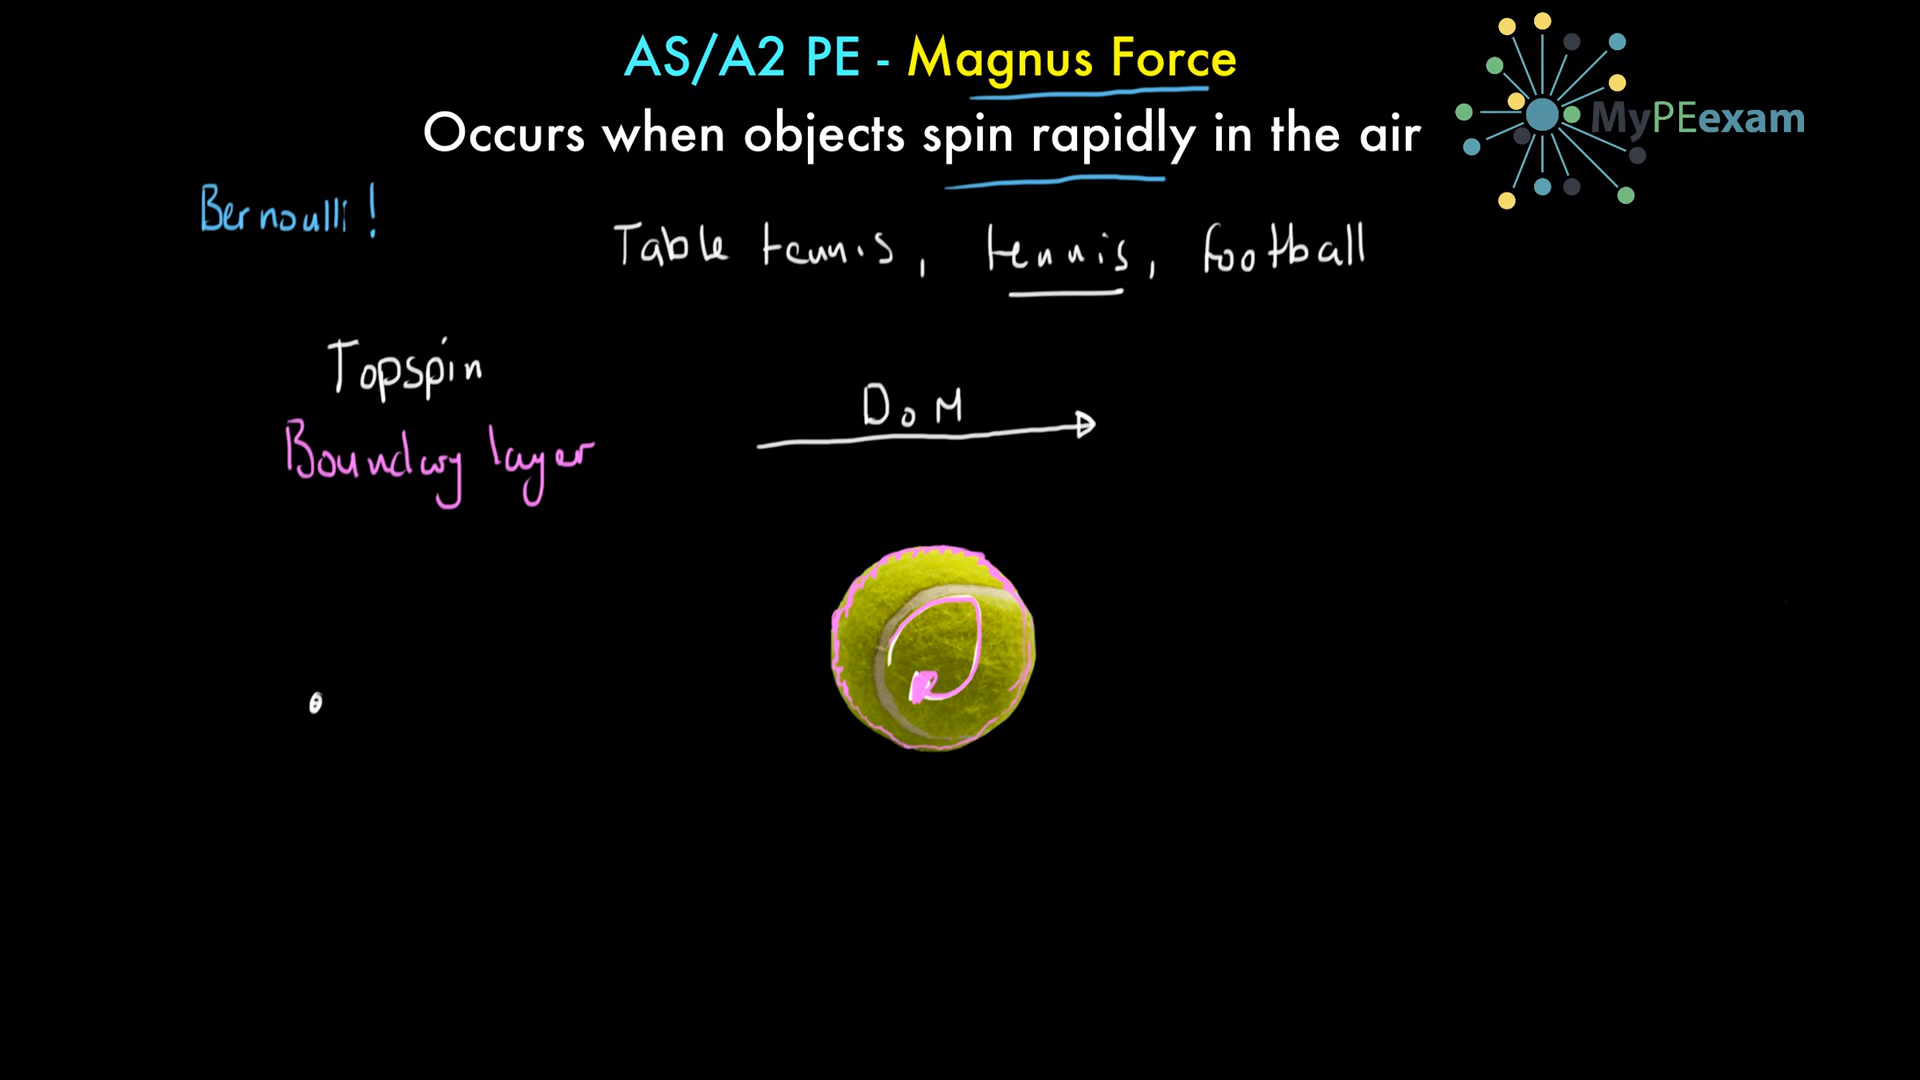 AS/A2 PE - Magnus Force
Occurs when objects spin rapidly in the air
MyPEexam
Bernoulli!
Table tennis, tennis, football
Topspin
DoM
Boundary layer